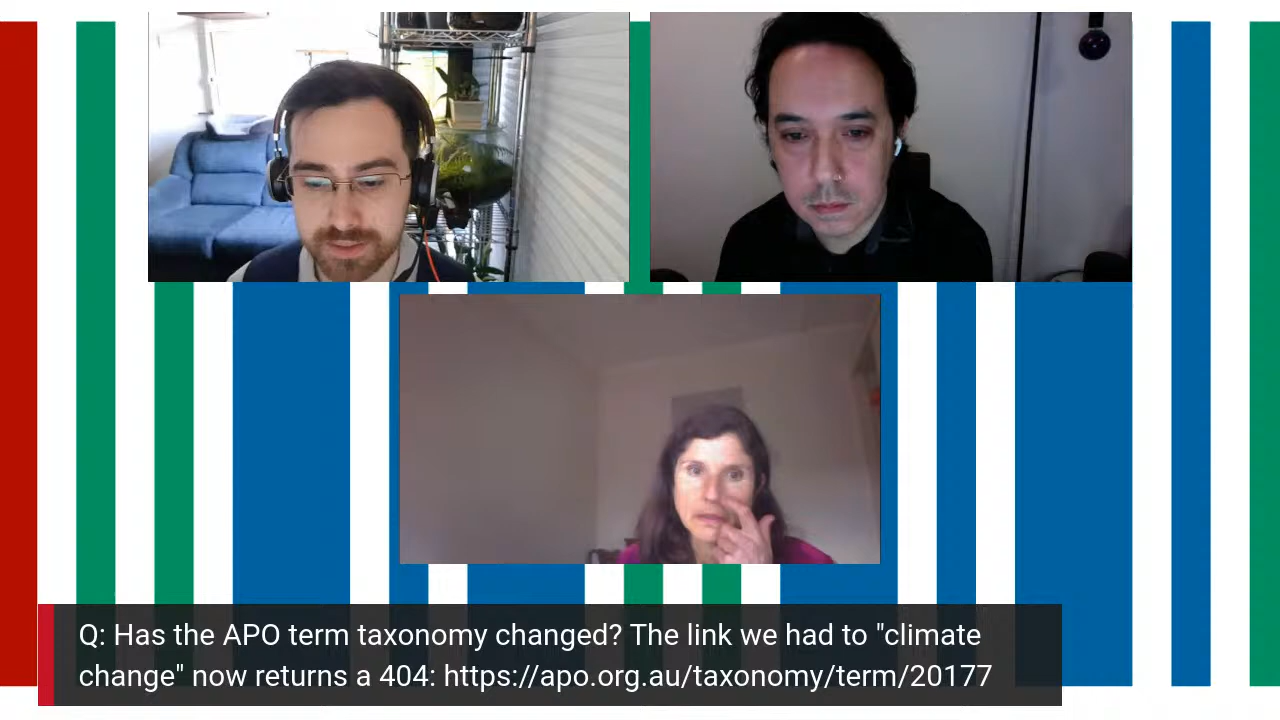 Q: Has the APO term taxonomy changed? The link we had to "climate
change" now returns a 404: https://apo.org.au/taxonomy/term/20177